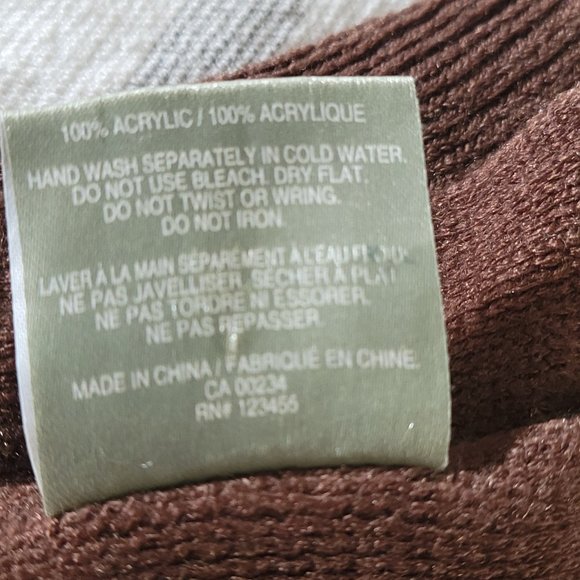 100% ACRYLIC / 100% ACRYLIQUE
HAND WASH SEPARATELY IN COLD WATER.
DO NOT USE BLEACH. DRY FLAT.
DO NOT TWIST OR WRING.
DO NOT IRON.
LAVER À LA MAIN SÉPARÉMENT À L'EAU FROIDE.
NE PAS JAVELLISER. SÉCHER À PLAT
NE PAS TORDRE NI ESSORER.
NE PAS REPASSER.
MADE IN CHINA / FABRIQUÉ EN CHINE.
CA 00234
RN# 123455